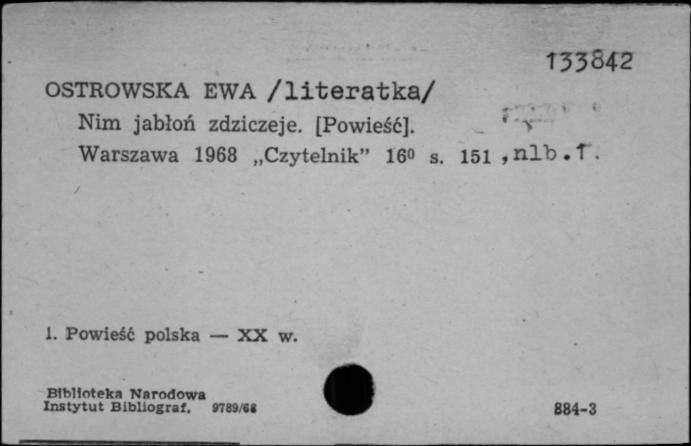 133842
OSTROWSKA EWA /literatka/
Nim jabłoń zdziczeje. [Powieść].
Warszawa 1968 „Czytelnik” 16⁰ s. 151 ,nlb.1.
1. Powieść polska — XX w.
Biblioteka Narodowa
Instytut Bibliograf. 9789/68
884-3